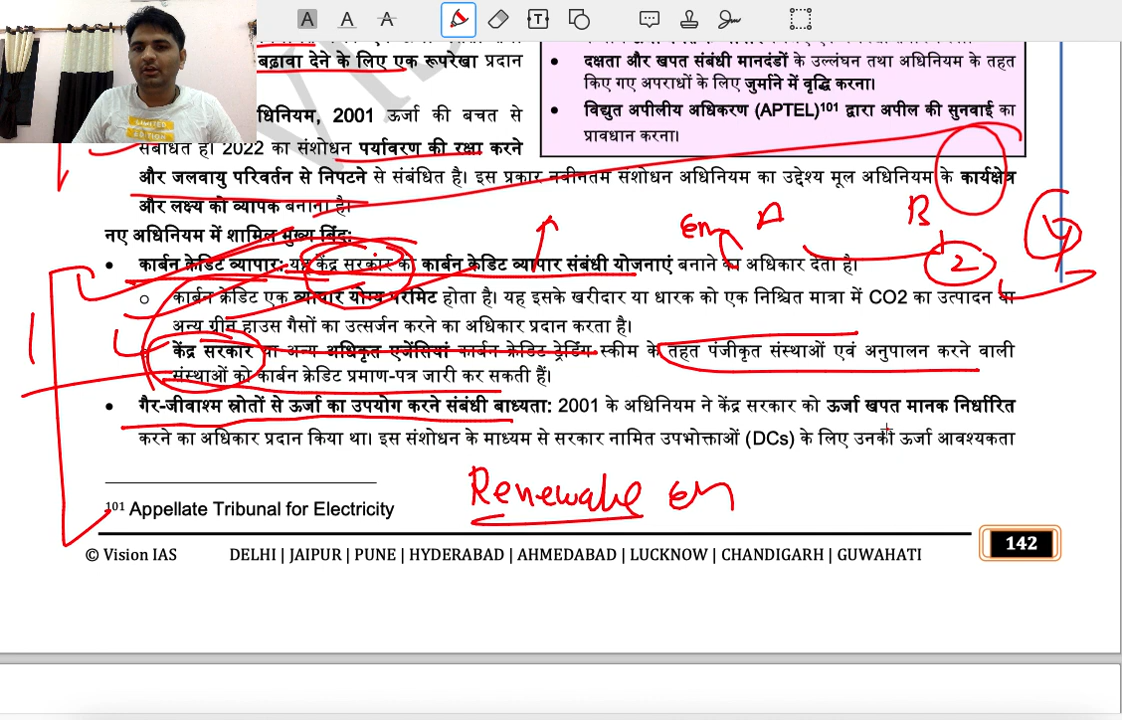 बढ़ावा देने के लिए एक रूपरेखा प्रदान
धिनियम, 2001 ऊर्जा की बचत से
संबंधित है। 2022 का संशोधन पर्यावरण की रक्षा करने
और जलवायु परिवर्तन से निपटने से संबंधित है। इस प्रकार नवीनतम संशोधन अधिनियम का उद्देश्य मूल अधिनियम के कार्यक्षेत्र
और लक्ष्य को व्यापक बनाना है।
दक्षता और खपत संबंधी मानदंडों के उल्लंघन तथा अधिनियम के तहत
किए गए अपराधों के लिए जुर्माने में वृद्धि करना।
विद्युत अपीलीय अधिकरण (APTEL)101 द्वारा अपील की सुनवाई का
प्रावधान करना।
Em A B 2
नए अधिनियम में शामिल मुख्य बिंदु:
कार्बन क्रेडिट व्यापार: यह केंद्र सरकार को कार्बन क्रेडिट व्यापार संबंधी योजनाएं बनाने का अधिकार देता है।
कार्बन क्रेडिट एक व्यापार योग्य परमिट होता है। यह इसके खरीदार या धारक को एक निश्चित मात्रा में CO2 का उत्पादन या
अन्य ग्रीन हाउस गैसों का उत्सर्जन करने का अधिकार प्रदान करता है।
केंद्र सरकार या अन्य अधिकृत एजेंसियां कार्बन क्रेडिट ट्रेडिंग स्कीम के तहत पंजीकृत संस्थाओं एवं अनुपालन करने वाली
संस्थाओं को कार्बन क्रेडिट प्रमाण-पत्र जारी कर सकती हैं।
गैर-जीवाश्म स्रोतों से ऊर्जा का उपयोग करने संबंधी बाध्यता: 2001 के अधिनियम ने केंद्र सरकार को ऊर्जा खपत मानक निर्धारित
करने का अधिकार प्रदान किया था। इस संशोधन के माध्यम से सरकार नामित उपभोक्ताओं (DCs) के लिए उनकी ऊर्जा आवश्यकता
101 Appellate Tribunal for Electricity
© Vision IAS
DELHI | JAIPUR | PUNE | HYDERABAD | AHMEDABAD | LUCKNOW | CHANDIGARH | GUWAHATI
142